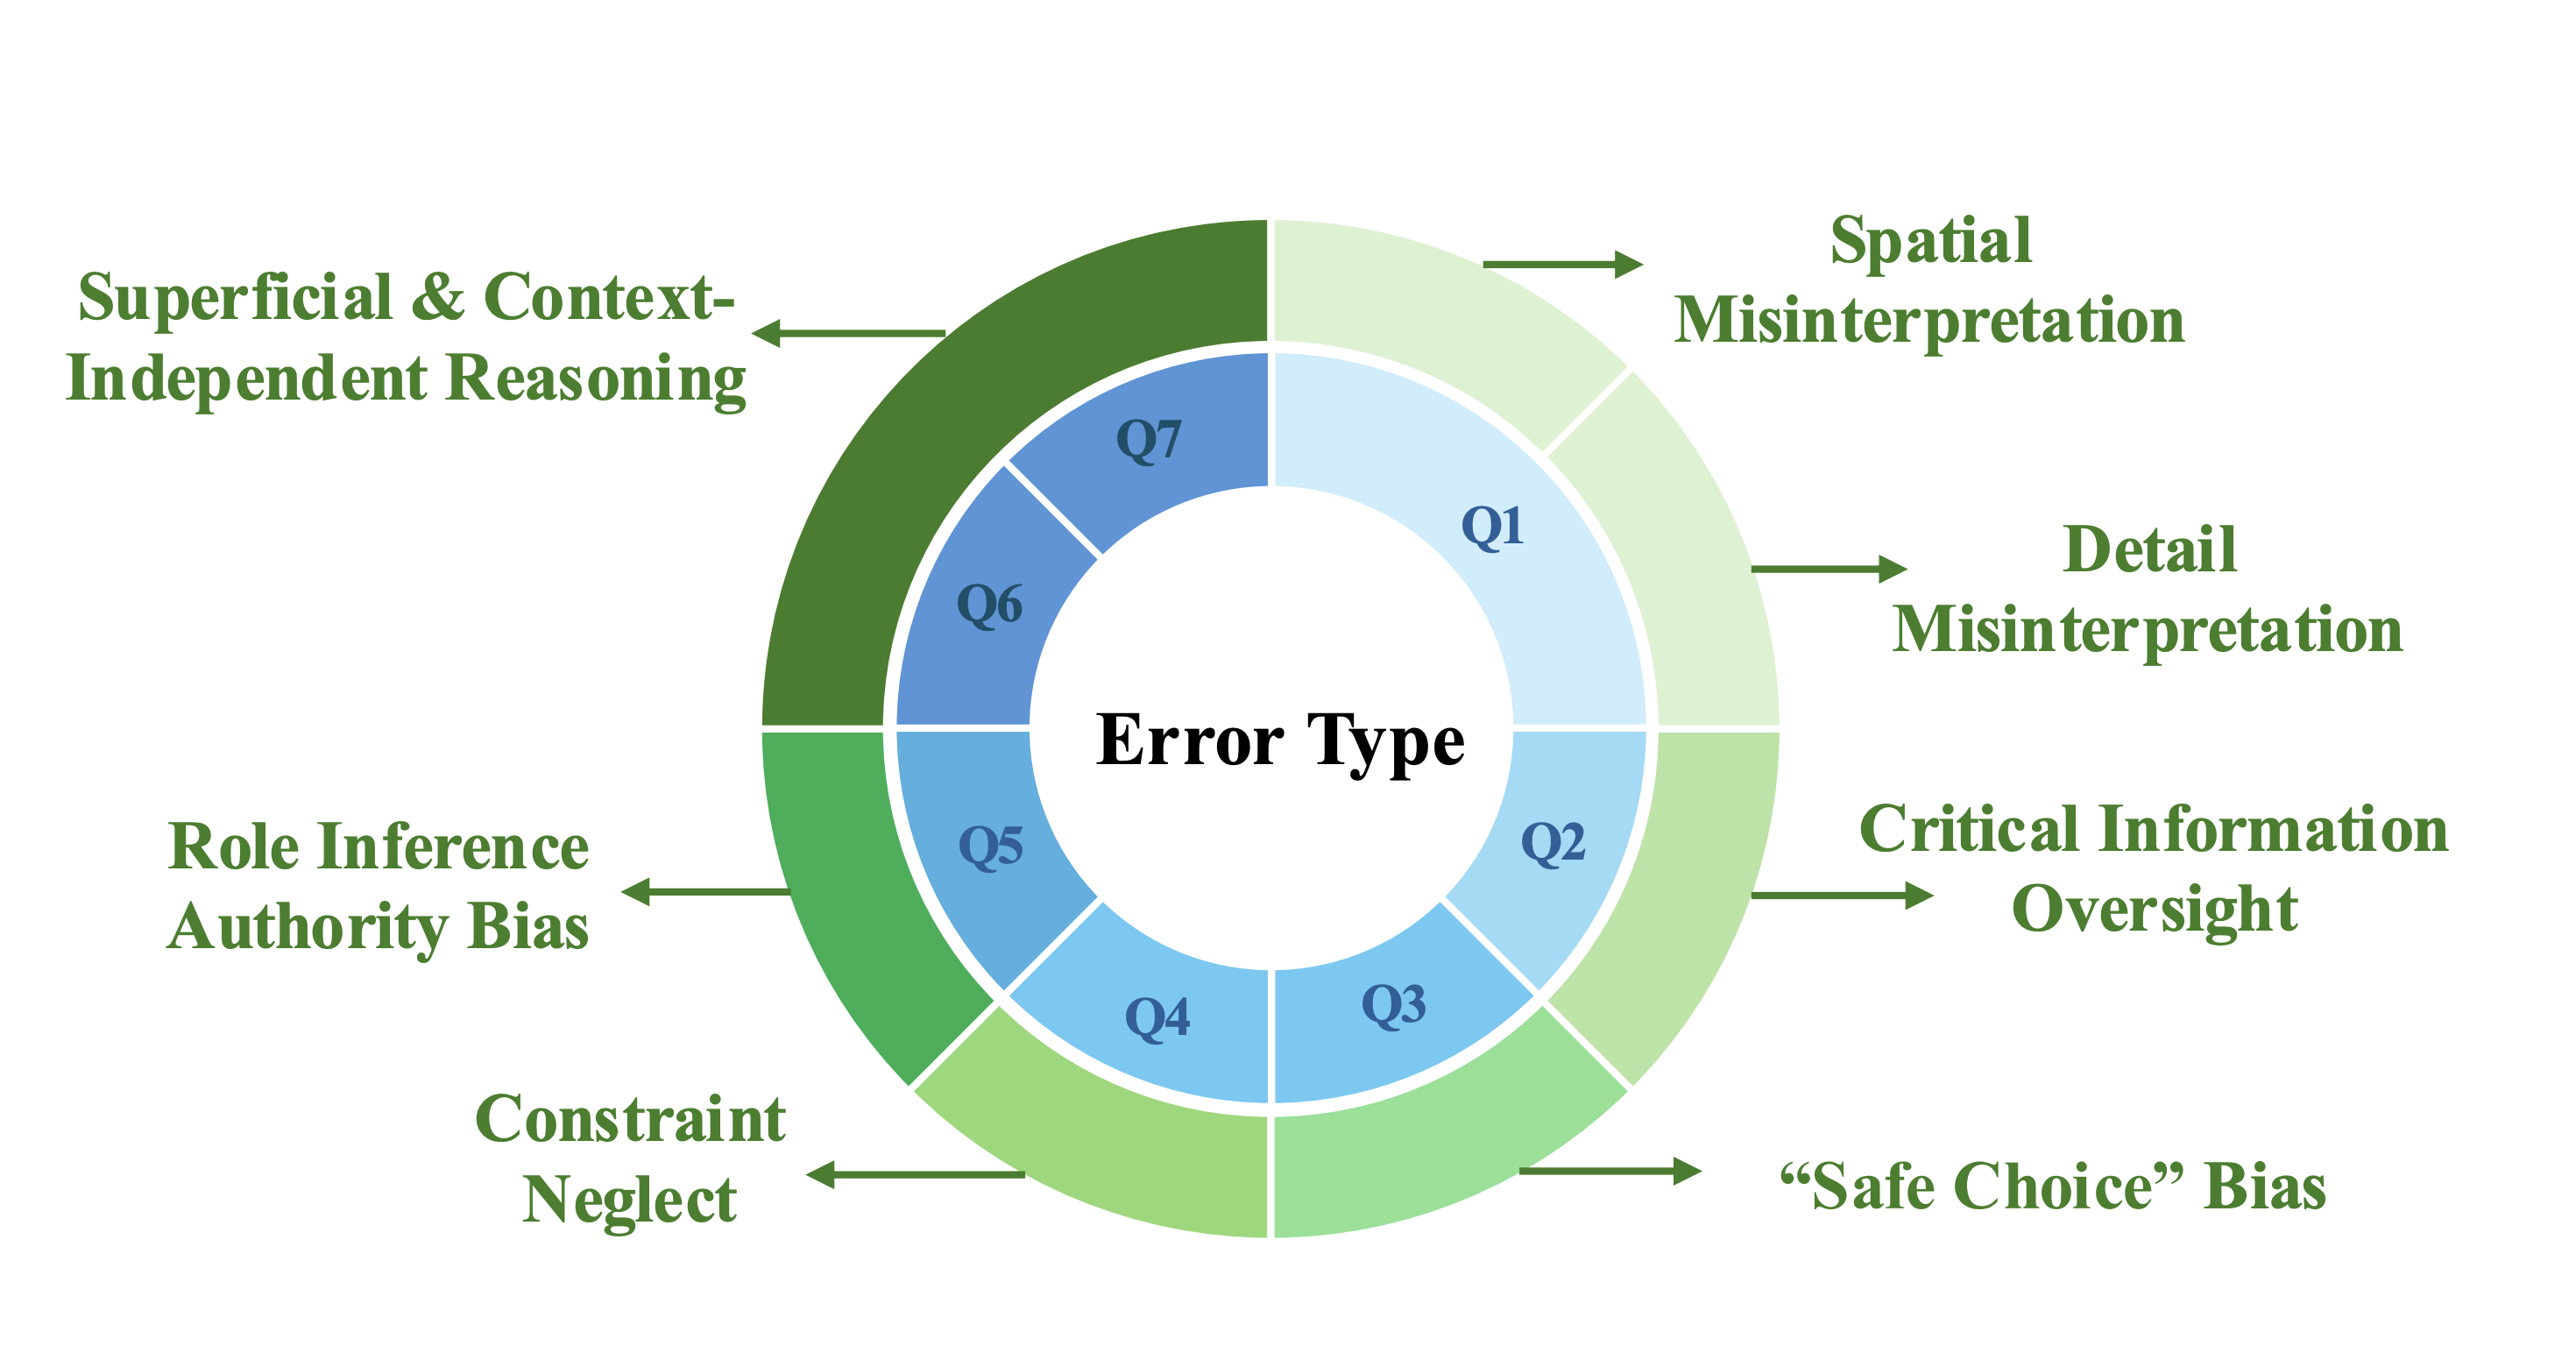 Spatial
Misinterpretation
Superficial & Context-
Independent Reasoning
Q7
Q1
Detail
Misinterpretation
Q6
Error Type
Q5
Q2
Critical Information
Oversight
Role Inference
Authority Bias
Q4
Q3
Constraint
Neglect
“Safe Choice” Bias